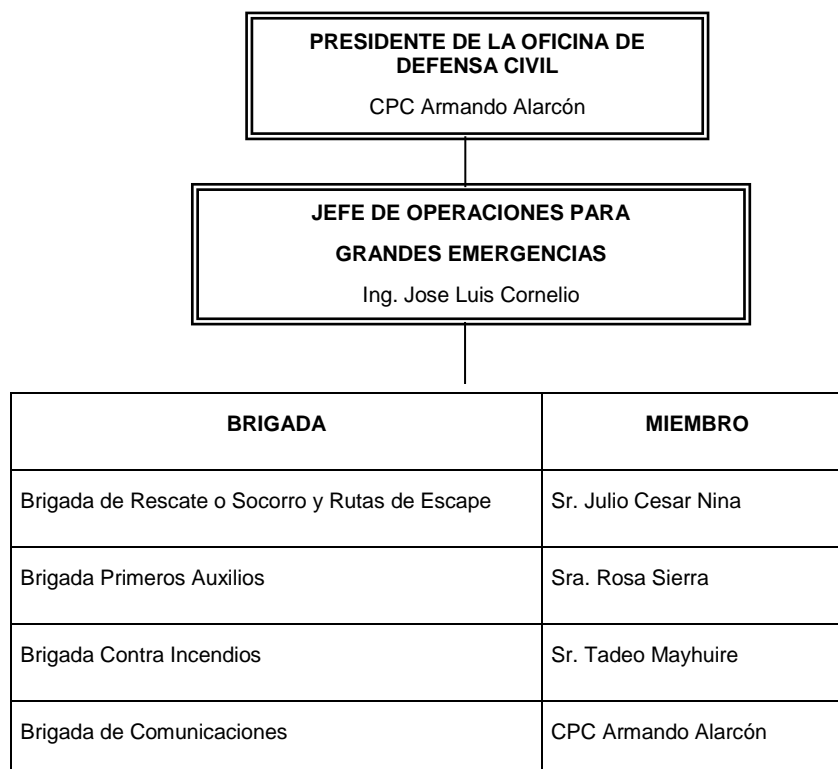 PRESIDENTE DE LA OFICINA DE
DEFENSA CIVIL
CPC Armando Alarcón
JEFE DE OPERACIONES PARA
GRANDES EMERGENCIAS
Ing. Jose Luis Cornelio
BRIGADA MIEMBRO
Brigada de Rescate o Socorro y Rutas de Escape Sr. Julio Cesar Nina
Brigada Primeros Auxilios Sra. Rosa Sierra
Brigada Contra Incendios Sr. Tadeo Mayhuire
Brigada de Comunicaciones CPC Armando Alarcón